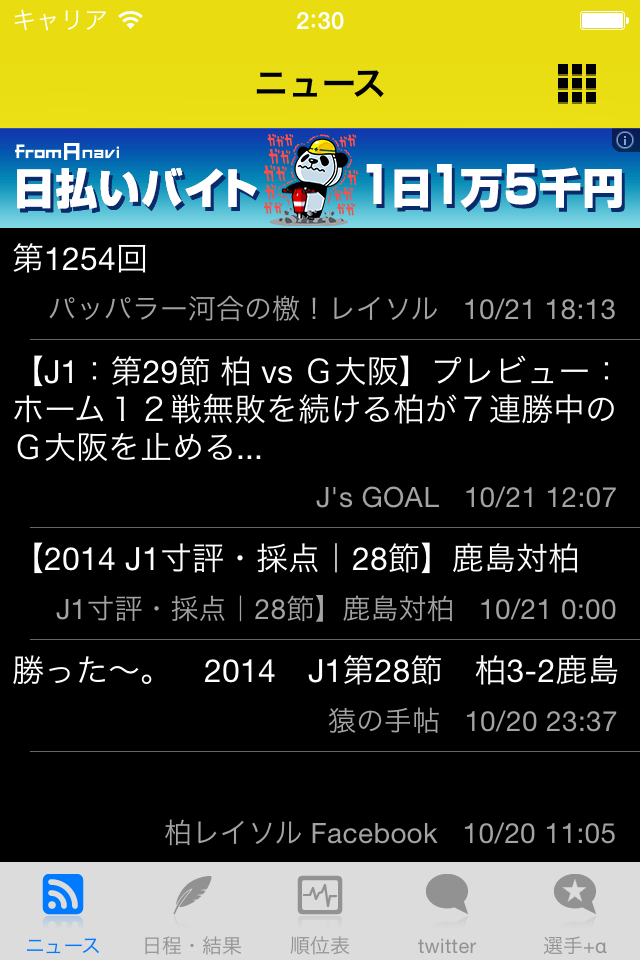 キャリア 2:30
ニュース
fromA navi
日払いバイト 1日1万5千円
ガガガ ガガ
第1254回
パッパラー河合の檄！レイソル 10/21 18:13
【J1：第29節 柏 vs Ｇ大阪】プレビュー：
ホーム１２戦無敗を続ける柏が７連勝中の
Ｇ大阪を止める...
J's GOAL 10/21 12:07
【2014 J1寸評・採点｜28節】鹿島対柏
J1寸評・採点｜28節】鹿島対柏 10/21 0:00
勝った〜。　2014　J1第28節　柏3-2鹿島
猿の手帖 10/20 23:37
柏レイソル Facebook 10/20 11:05
ニュース 日程・結果 順位表 twitter 選手+α